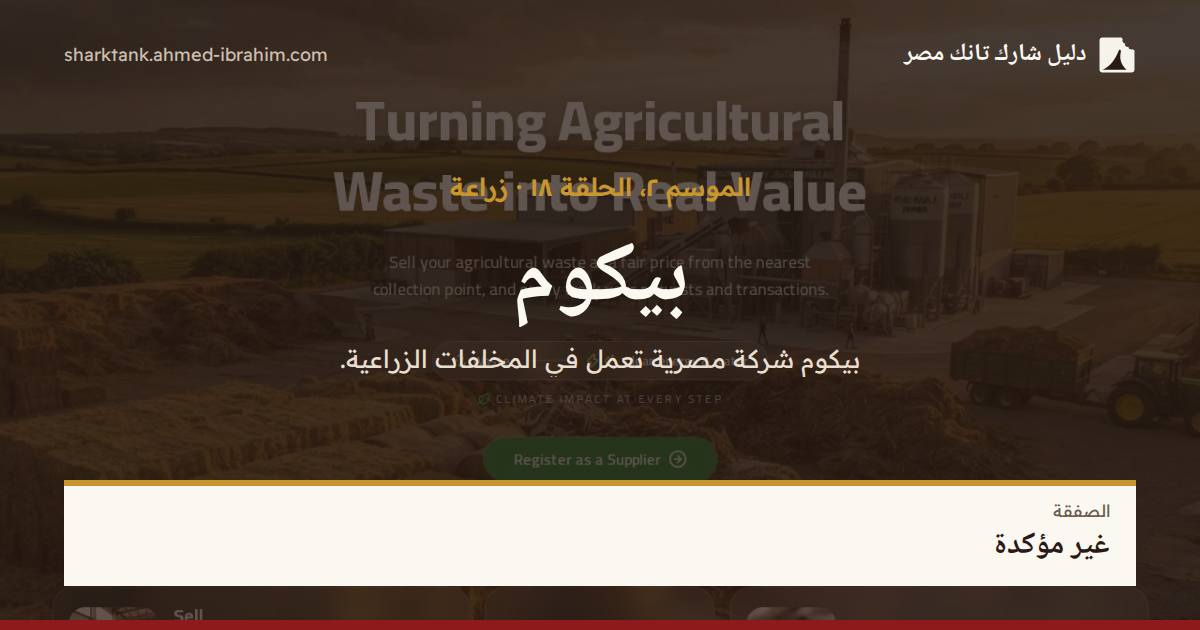 دليل شارك تانك مصر
sharktank.ahmed-ibrahim.com
Turning Agricultural
Waste into Real Value
الموسم ٢، الحلقة ١٨ · زراعة
Sell your agricultural waste a fair price from the nearest
بيكوم
collection point, and and transactions.
بيكوم شركة مصرية تعمل في المخلفات الزراعية.
CLIMATE IMPACT AT EVERY STEP
Register as a Supplier
الصفقة
غير مؤكدة
Sell